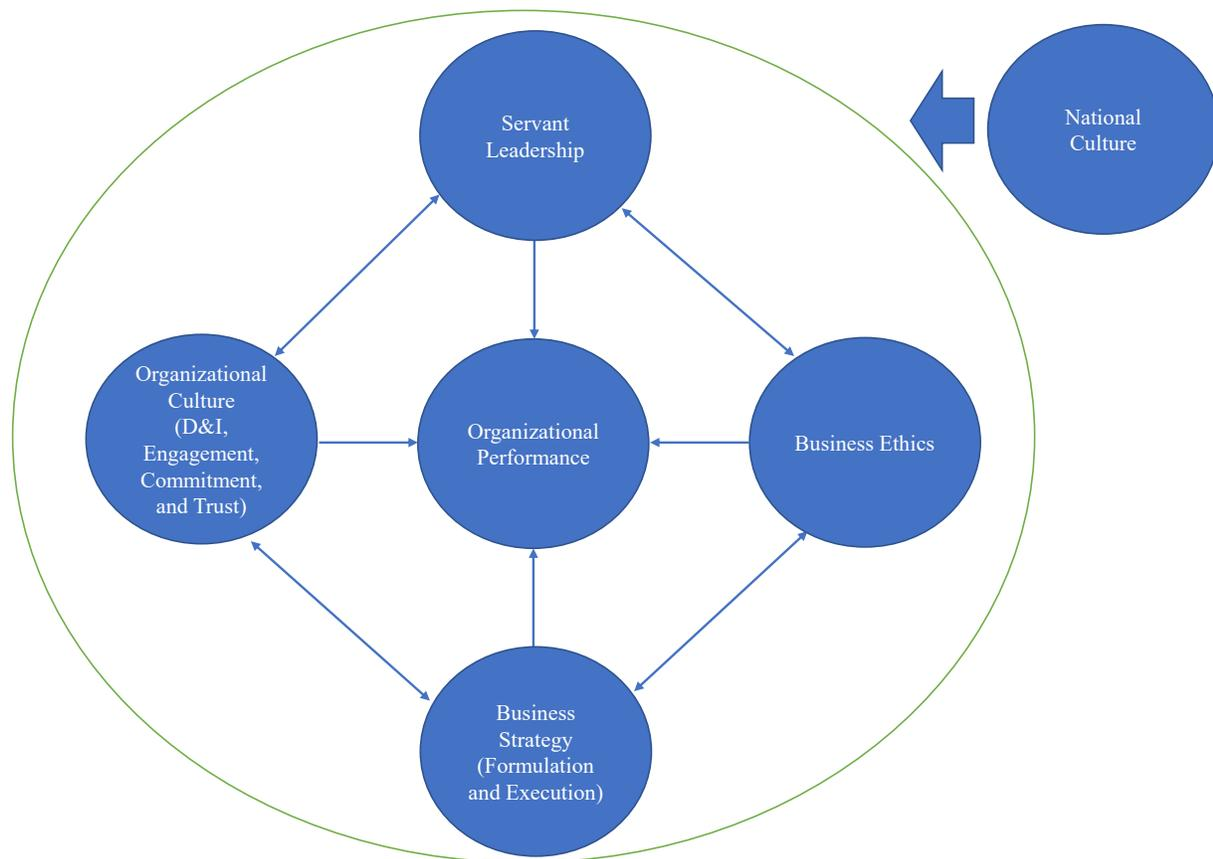 Servant
Leadership
National
Culture
Organizational
Culture
(D&I,
Engagement,
Commitment,
and Trust)
Organizational
Performance
Business Ethics
Business
Strategy
(Formulation
and Execution)